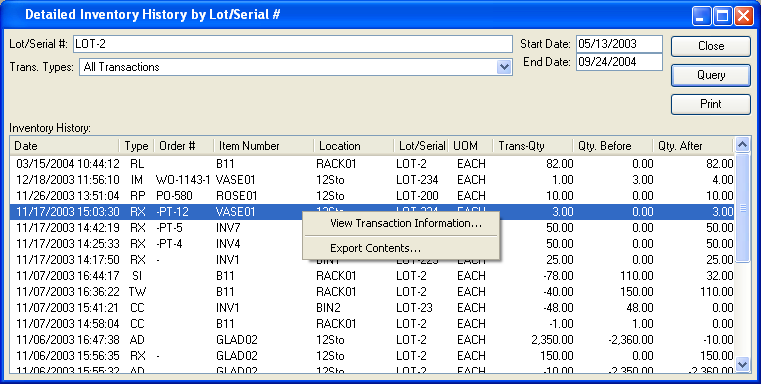 Detailed Inventory History by Lot/Serial #
Lot/Serial #: LOT-2 Start Date: 05/13/2003 Close
Trans. Types: All Transactions End Date: 09/24/2004 Query
Print
Inventory History:
Date Type Order # Item Number Location Lot/Serial UOM Trans-Qty Qty. Before Qty. After
03/15/2004 10:44:12 RL B11 RACK01 LOT-2 EACH 82.00 0.00 82.00
12/18/2003 11:56:10 IM WO-1143-1 VASE01 12Sto LOT-234 EACH 1.00 3.00 4.00
11/26/2003 13:51:04 RP PO-580 ROSE01 12Sto LOT-200 EACH 10.00 0.00 10.00
11/17/2003 15:03:30 RX -PT-12 VASE01 12Sto LOT-234 EACH 3.00 0.00 3.00
View Transaction Information...
11/17/2003 14:42:19 RX -PT-5 INV7 EACH 50.00 0.00 50.00
11/17/2003 14:25:33 RX -PT-4 INV4 EACH 50.00 0.00 50.00
Export Contents...
11/17/2003 14:17:50 RX - INV1 BIN1 LOT-223 EACH 25.00 0.00 25.00
11/07/2003 16:44:17 SI B11 RACK01 LOT-2 EACH -78.00 110.00 32.00
11/07/2003 16:36:22 TW B11 RACK01 LOT-2 EACH -40.00 150.00 110.00
11/07/2003 15:41:21 CC INV1 BIN2 LOT-23 EACH -48.00 48.00 0.00
11/07/2003 14:58:04 CC B11 RACK01 LOT-2 EACH -1.00 1.00 0.00
11/06/2003 16:47:38 AD GLAD02 12Sto LOT-2 EACH 2,350.00 -2,360.00 -10.00
11/06/2003 15:56:35 RX - GLAD02 12Sto LOT-2 EACH 150.00 0.00 150.00
11/06/2003 15:55:55 AD GLAD02 12Sto LOT-2 EACH -10.00 -2,350.00 -2,360.00